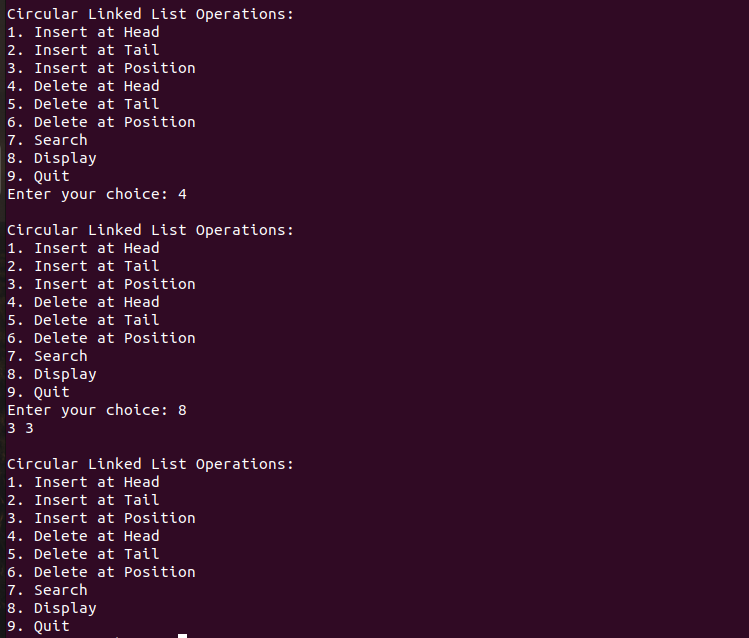 Circular Linked List Operations:
1. Insert at Head
2. Insert at Tail
3. Insert at Position
4. Delete at Head
5. Delete at Tail
6. Delete at Position
7. Search
8. Display
9. Quit
Enter your choice: 4
Circular Linked List Operations:
1. Insert at Head
2. Insert at Tail
3. Insert at Position
4. Delete at Head
5. Delete at Tail
6. Delete at Position
7. Search
8. Display
9. Quit
Enter your choice: 8
3 3
Circular Linked List Operations:
1. Insert at Head
2. Insert at Tail
3. Insert at Position
4. Delete at Head
5. Delete at Tail
6. Delete at Position
7. Search
8. Display
9. Quit